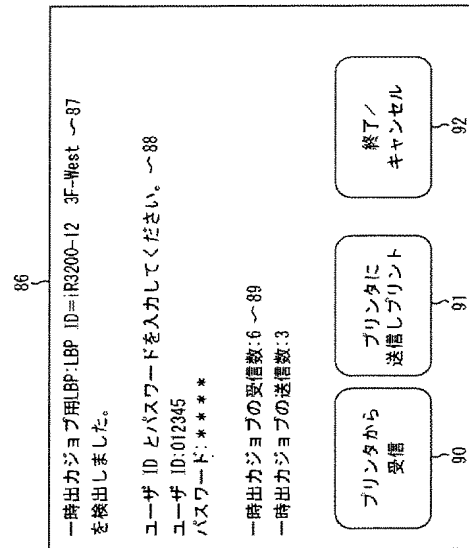 86
一時出力ジョブ用LBP:LBP ID=iR3200-12 3F-West ～87
を検出しました。
ユーザ ID とパスワードを入力してください。～88
ユーザ ID:012345
パスワード:＊＊＊＊
一時出力ジョブの受信数:6 ～89
一時出力ジョブの送信数:3
プリンタから
受信
プリンタに
送信しプリント
終了／
キャンセル
90
91
92